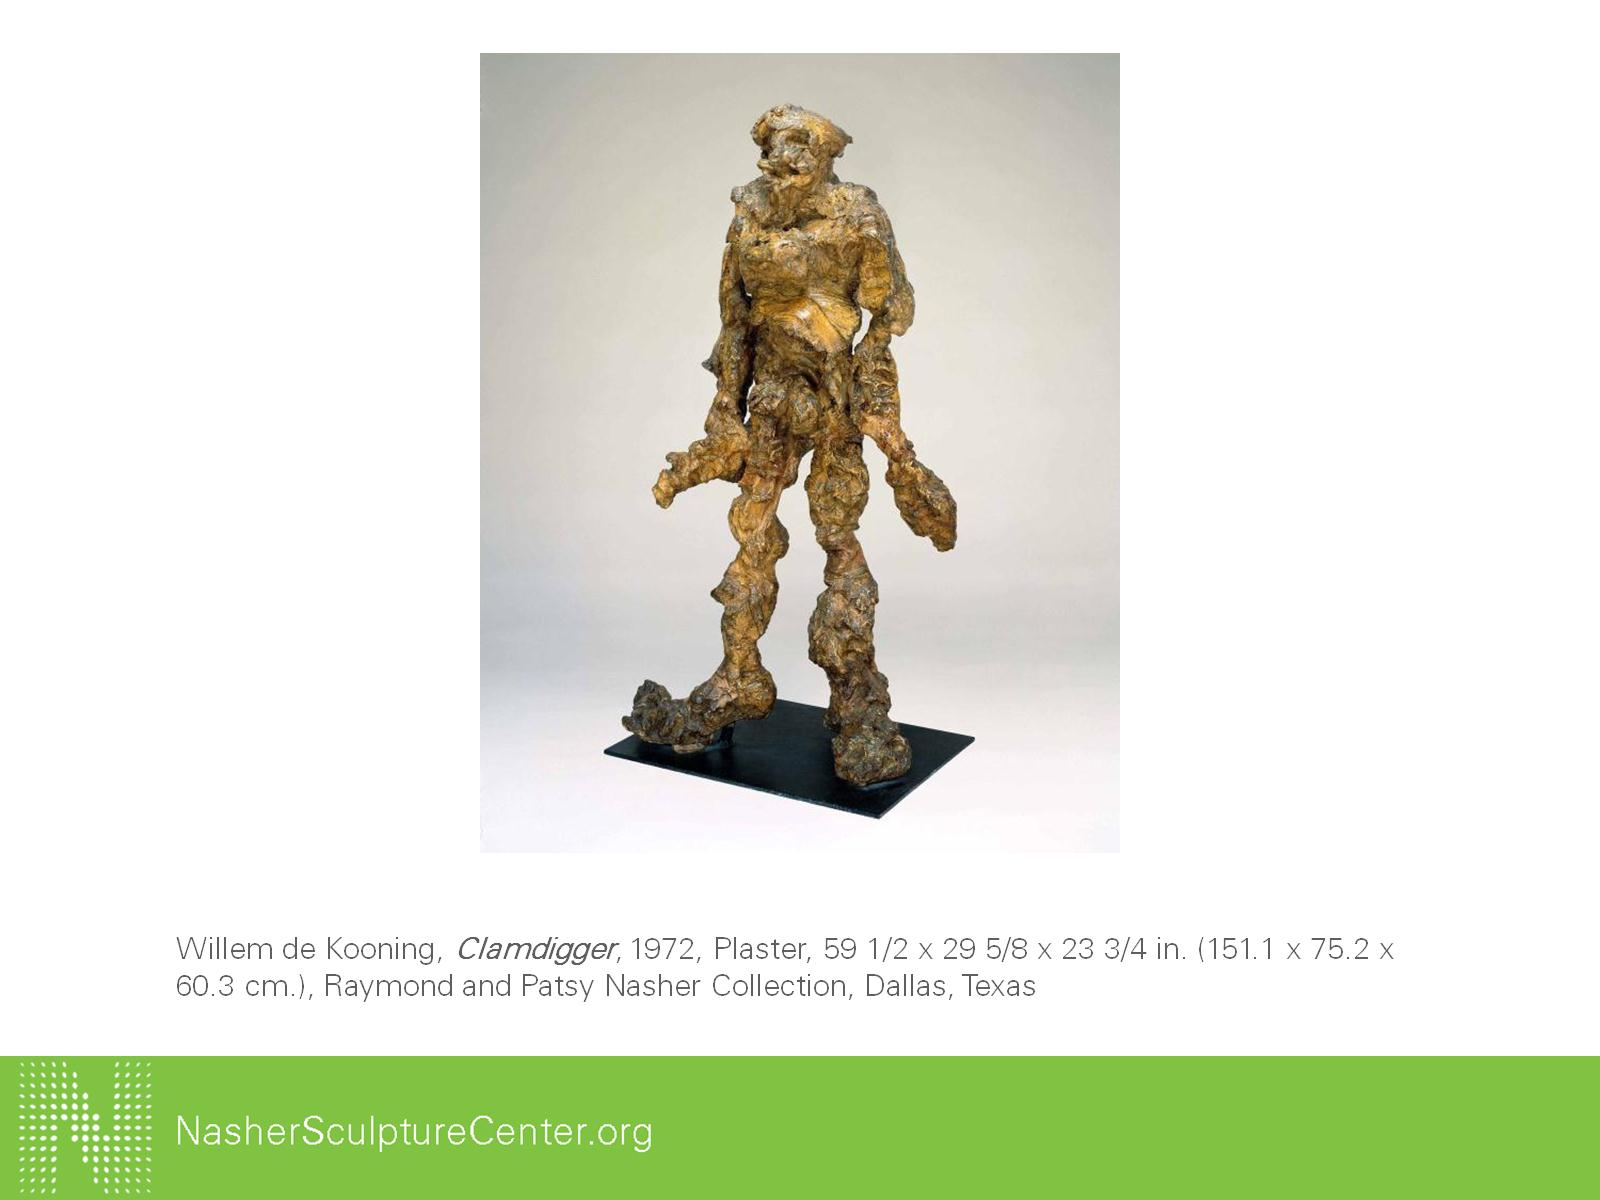 Willem de Kooning, Clamdigger, 1972, Plaster, 59 1/2 x 29 5/8 x 23 3/4 in. (151.1 x 75.2 x
60.3 cm.), Raymond and Patsy Nasher Collection, Dallas, Texas
N
NasherSculptureCenter.org